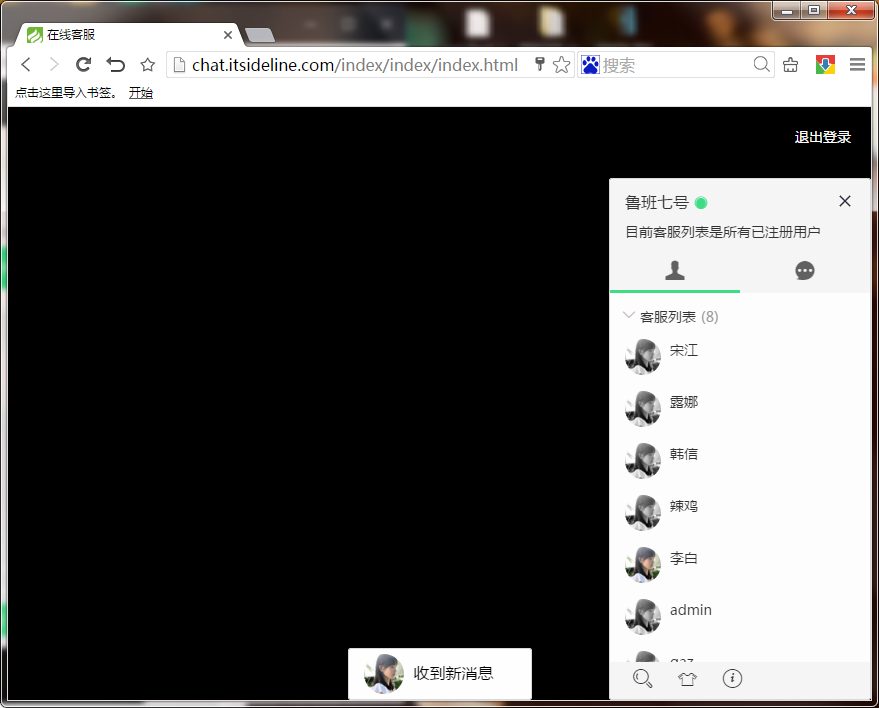 在线客服
chat.itsideline.com/index/index/index.html
搜索
点击这里导入书签。 开始
退出登录
鲁班七号
目前客服列表是所有已注册用户
客服列表 (8)
宋江
露娜
韩信
辣鸡
李白
admin
收到新消息